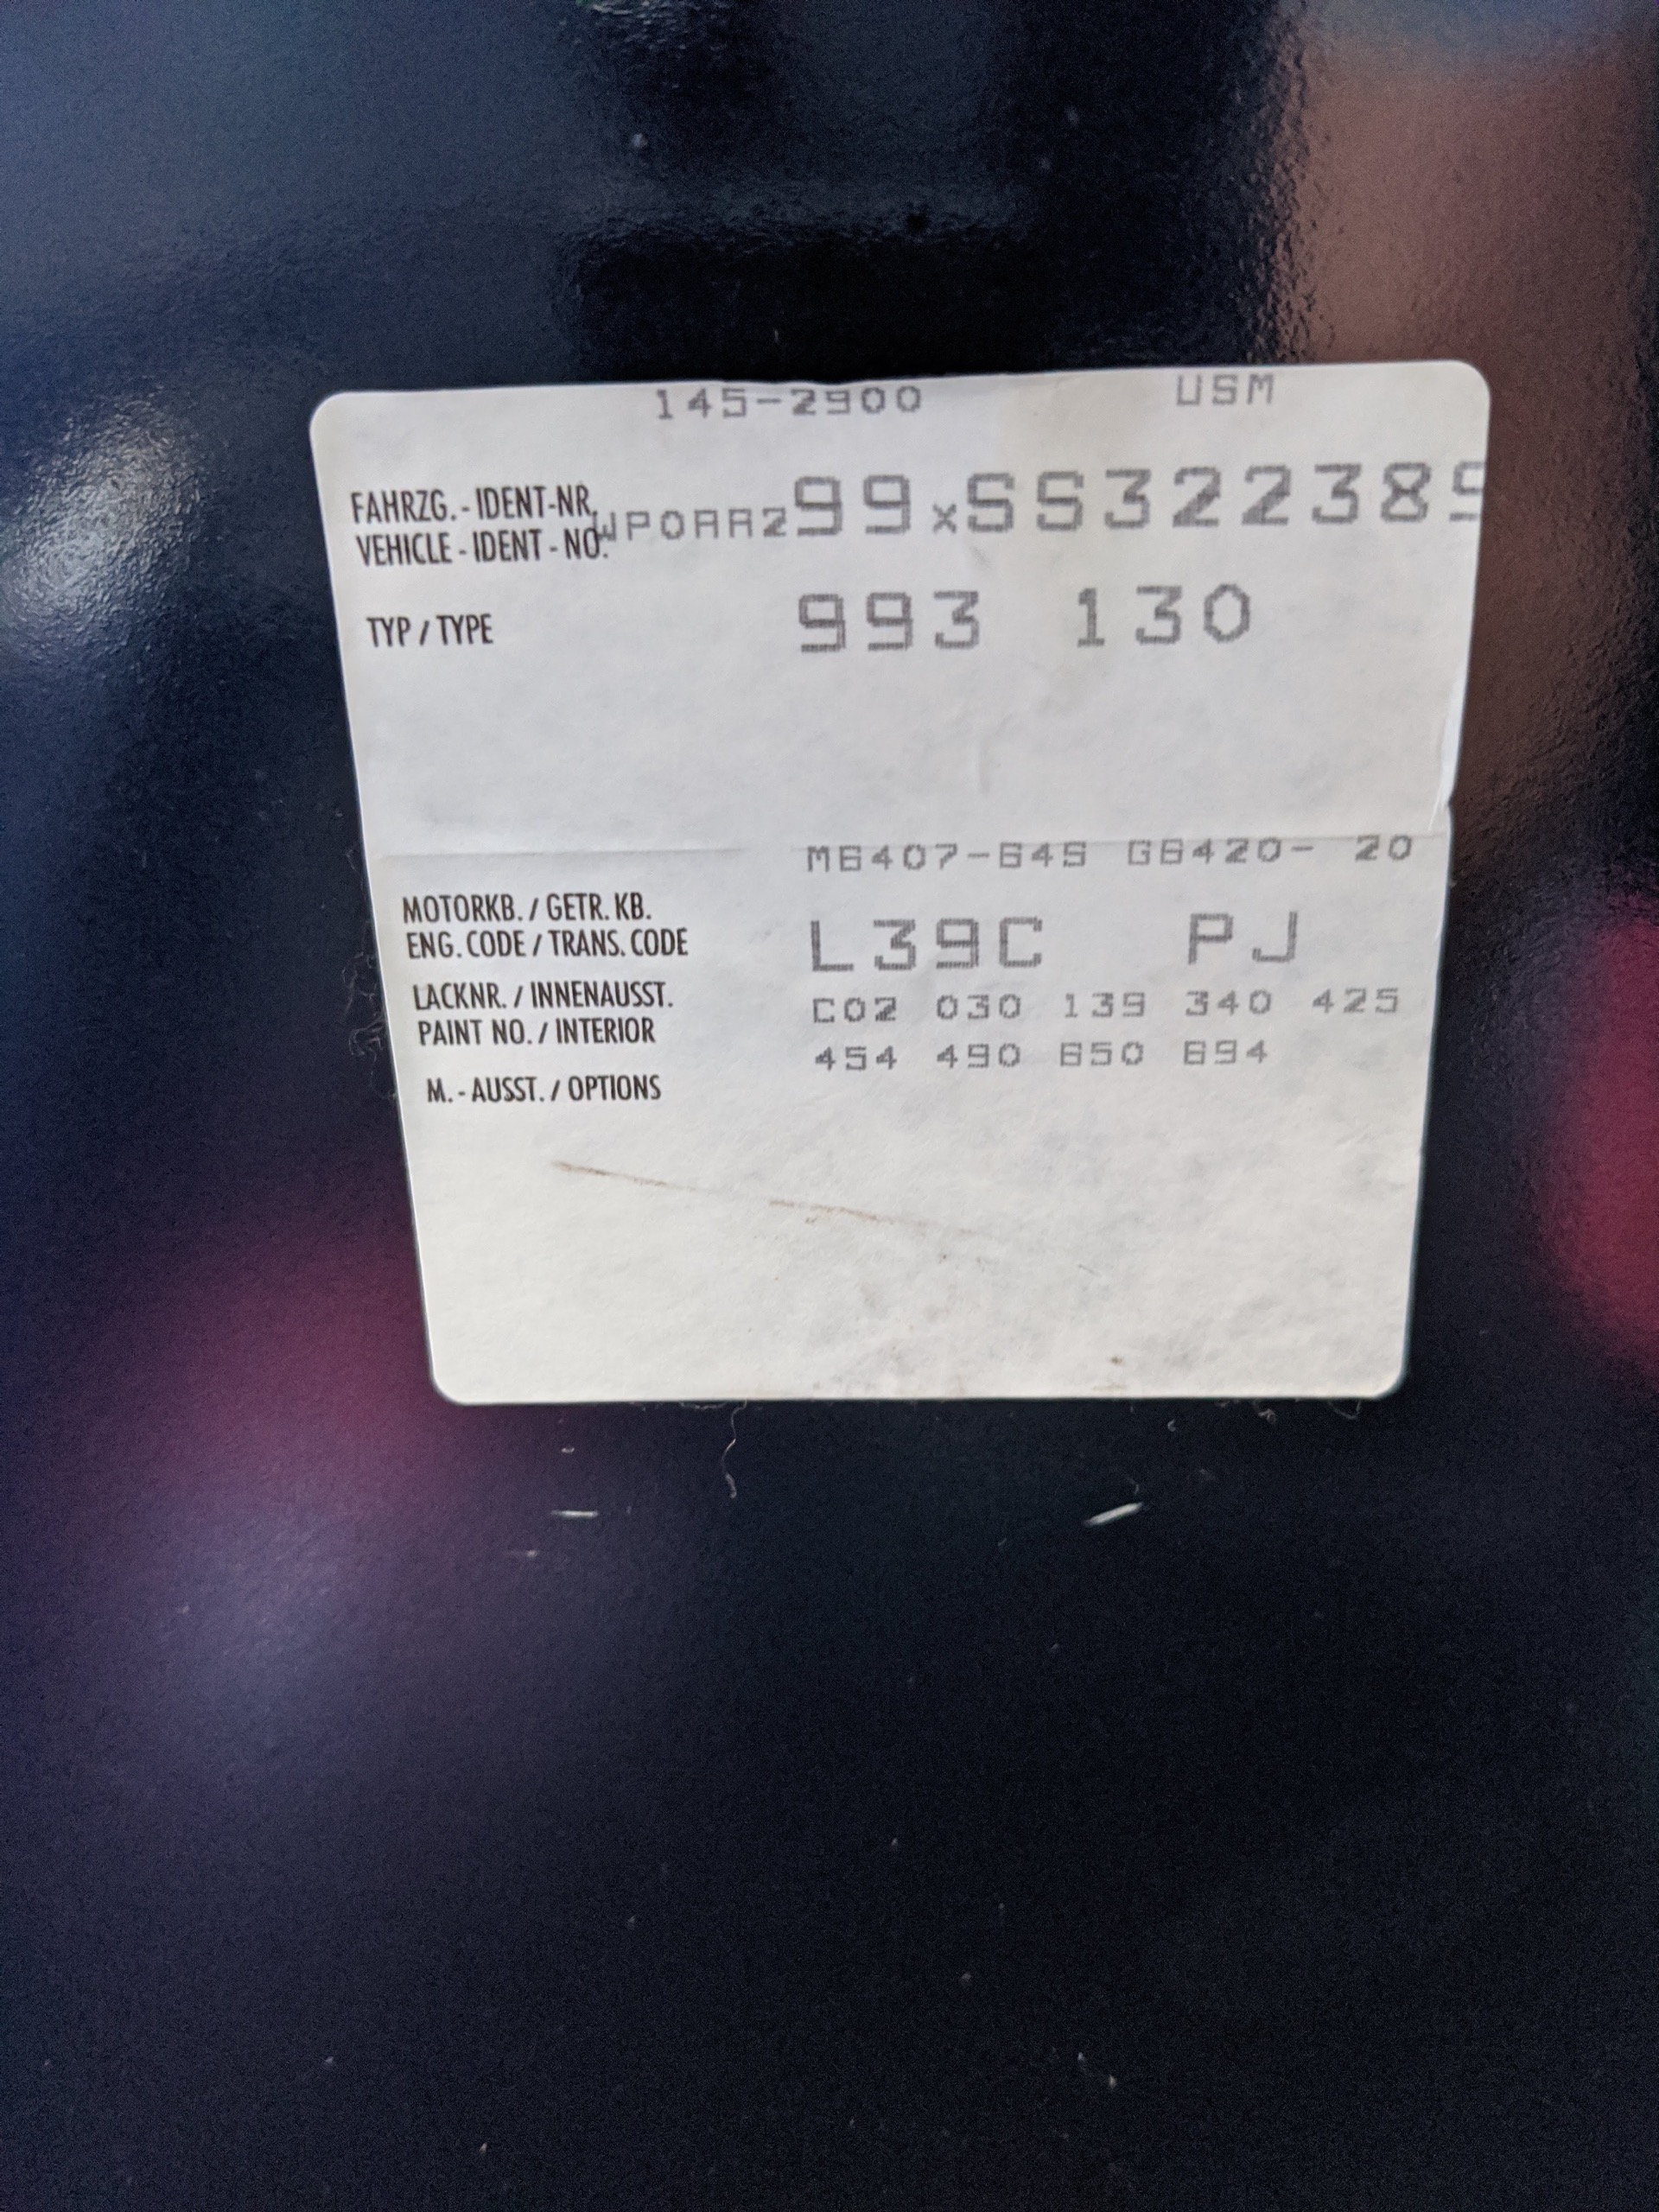 145-2900 USM
FAHRZG.-IDENT-NR.
VEHICLE-IDENT-NO. WP0AA299xSS322389
TYP / TYPE 993 130
M6407-64S G6420- 20
MOTORKB. / GETR. KB.
ENG. CODE / TRANS. CODE L39C PJ
LACKNR. / INNENAUSST. C02 030 139 340 425
PAINT NO. / INTERIOR 454 490 650 694
M.-AUSST. / OPTIONS